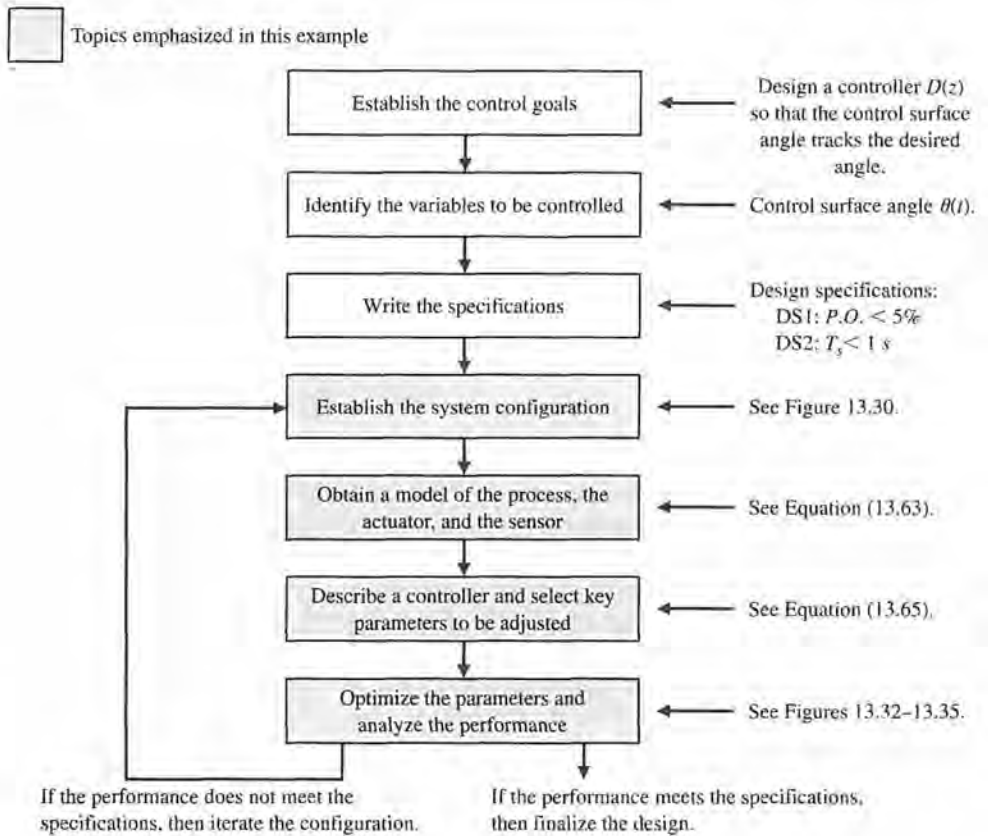 Topics emphasized in this example
Establish the control goals
Design a controller D(z)
so that the control surface
angle tracks the desired
angle.
Identify the variables to be controlled
Control surface angle θ(t).
Write the specifications
Design specifications:
DS1: P.O. < 5%
DS2: Tₛ < 1 s
Establish the system configuration
See Figure 13.30.
Obtain a model of the process, the
actuator, and the sensor
See Equation (13.63).
Describe a controller and select key
parameters to be adjusted
See Equation (13.65).
Optimize the parameters and
analyze the performance
See Figures 13.32–13.35.
If the performance does not meet the
specifications, then iterate the configuration.
If the performance meets the specifications,
then finalize the design.